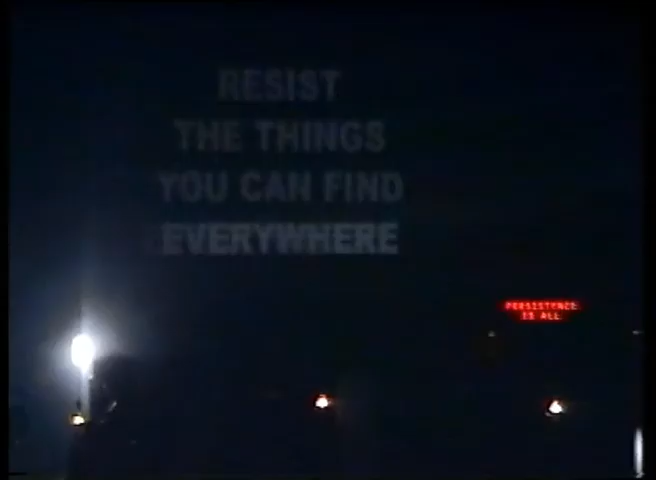 RESIST
THE THINGS
YOU CAN FIND
EVERYWHERE
PERSISTENCE
IS ALL